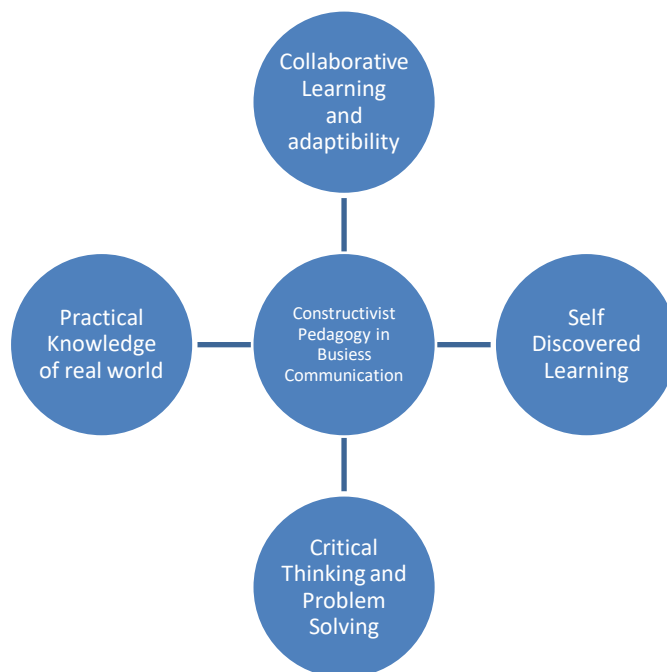 Collaborative
Learning
and
adaptibility
Practical
Knowledge
of real world
Constructivist
Pedagogy in
Busiess
Communication
Self
Discovered
Learning
Critical
Thinking and
Problem
Solving